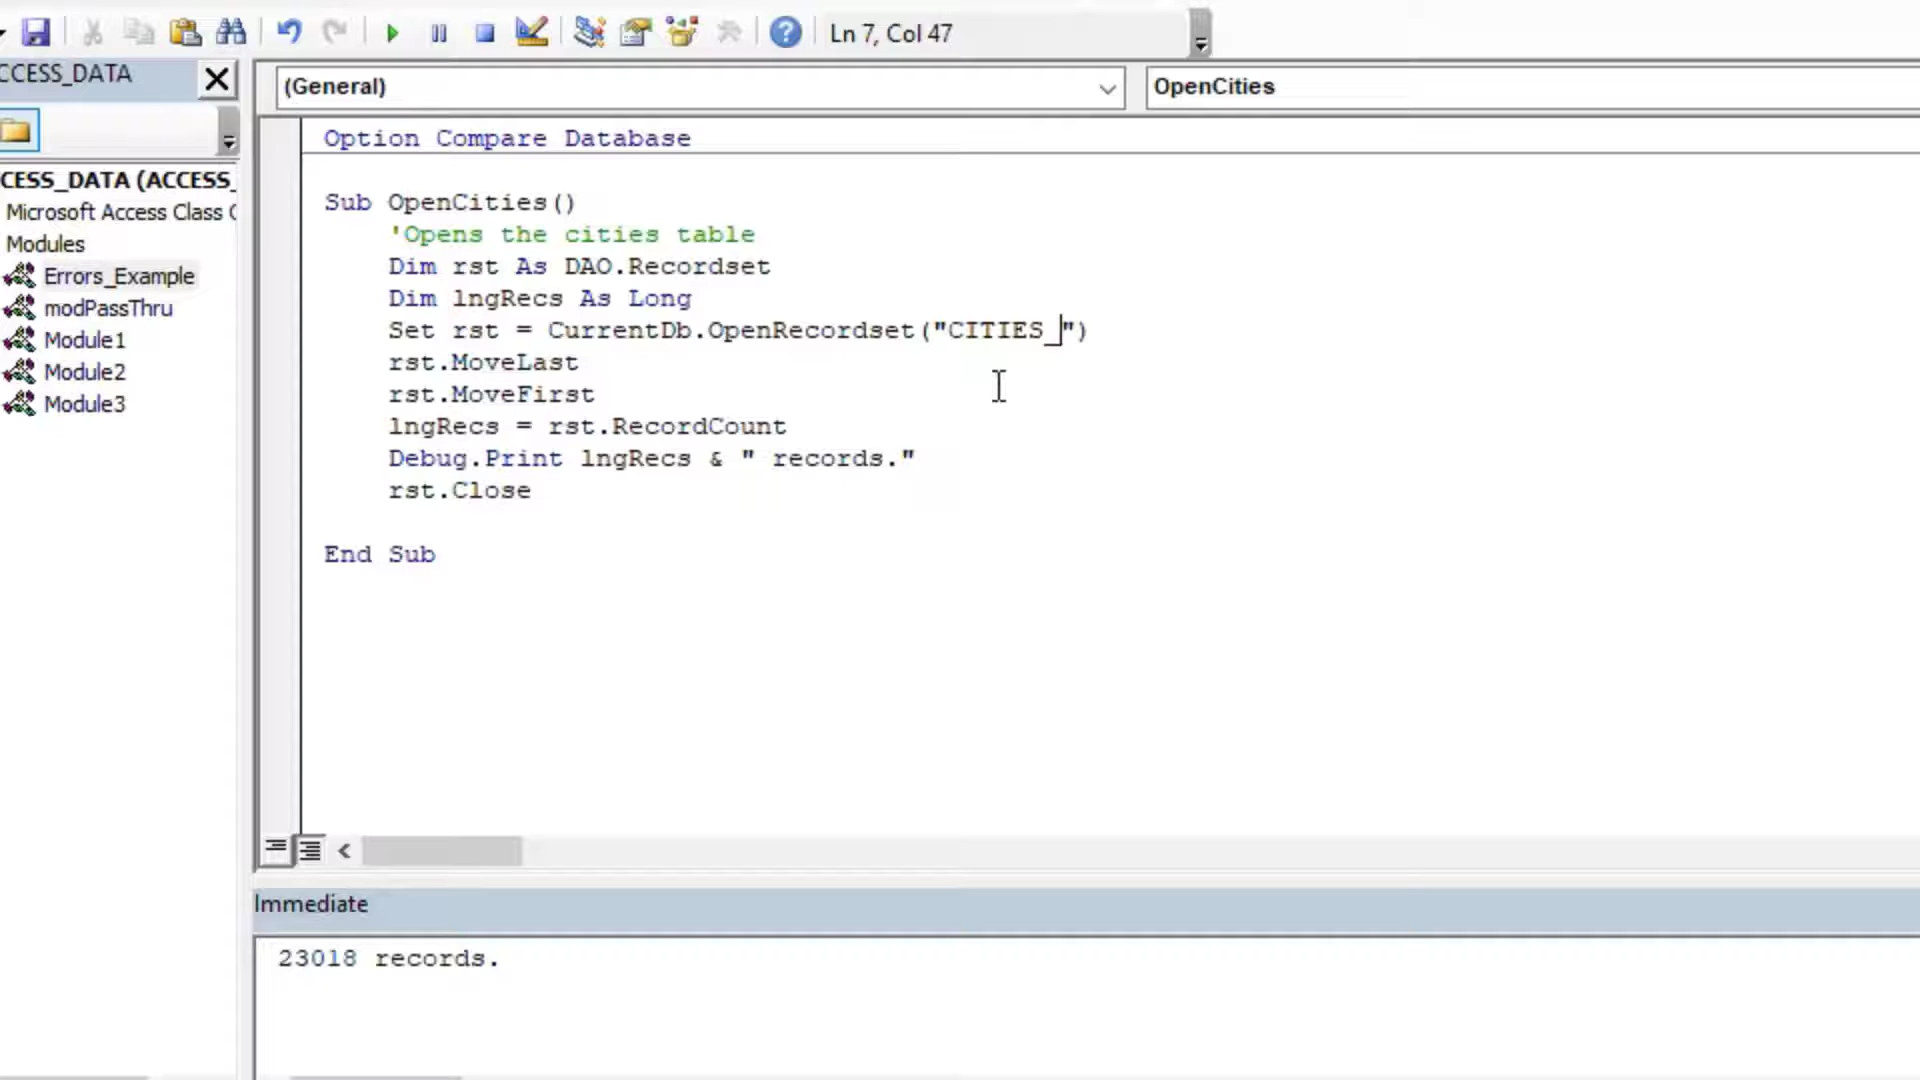 Ln 7, Col 47
CCESS_DATA
(General)
OpenCities
CESS_DATA (ACCESS_
Microsoft Access Class
Modules
Errors_Example
modPassThru
Module1
Module2
Module3
Option Compare Database
Sub OpenCities()
'Opens the cities table
Dim rst As DAO.Recordset
Dim lngRecs As Long
Set rst = CurrentDb.OpenRecordset("CITIES_")
rst.MoveLast
rst.MoveFirst
lngRecs = rst.RecordCount
Debug.Print lngRecs & " records."
rst.Close
End Sub
Immediate
23018 records.